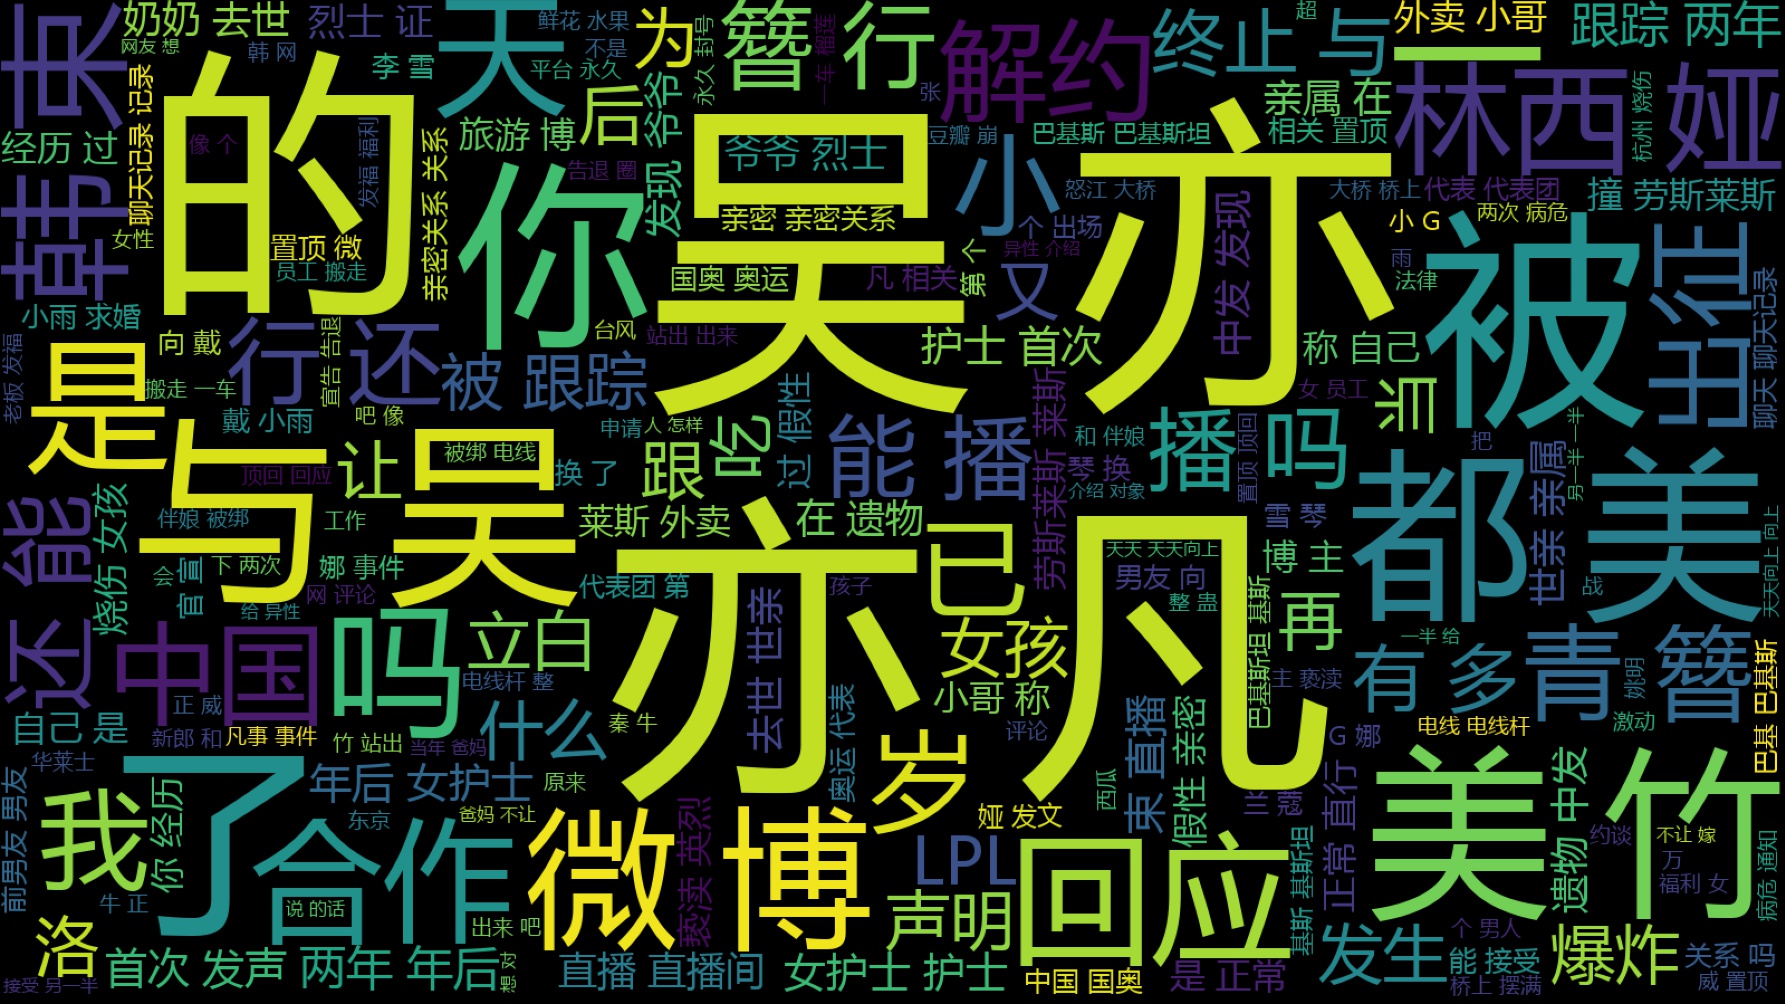 奶奶 去世
烈士 证
天
鲜花 水果
不是
为
簪 行
解约
终止 与
超
外卖 小哥
一
跟踪 两年
网友 想
韩 网
李 雪
平台 永久
永久 封号
一车 榴莲
张
韩束
聊天记录 记录
的
像 个
发福 福利
旅游 博
后
爷爷
吴
爷爷 烈士
豆瓣 崩
巴基斯 巴基斯坦
亲属 在
相关 置顶
林西 娅
杭州 烧伤
经历 过
亲密关系 关系
你
告退 圈
发现
小
怒江 大桥
亦
大桥 桥上
代表 代表团
撞 劳斯莱斯
女性
置顶 微
员工 搬走
亲密 亲密关系
个 出场
中发 发现
小 G
两次 病危
被
出征
国奥 奥运
凡 相关
第 个
异性 介绍
又
雨
法律
聊天 聊天记录
小雨 求婚
向 戴
行 还
宣告 告退
台风
站出 出来
护士 首次
称 自己
老板 发福
是
搬走 一车
被 跟踪
假性
过
劳斯莱斯 莱斯
女 员工
当
戴 小雨
吧 像
申请
人 怎样
吃
能 播
和 伴娘
播 吗
置顶 顶回
把
另一半 一半
与 吴
顶回 回应
让
被绑 电线
换 了
跟
琴 换
介绍 对象
都
世亲 亲属
美
能
还
烧伤 女孩
伴娘 被绑
工作
莱斯 外卖
在 遗物
已
雪 琴
凡
天天 天天向上
博 主
天天向上 向上
会
官 宣
下 两次
娜 事件
代表团 第
亦
去世 世亲
孩子
男友 向
整 蛊
巴基斯坦 基斯
战
网 评论
给 异性
中国
吗
立白
女孩
再
一半 给
有 多
青 簪
姚明
巴基 巴基斯
电线杆 整
小哥 称
束 直播
假性 亲密
主 亵渎
自己 是
正 威
新郎 和
凡事 事件
竹 站出
当年 爸妈
什么
秦 牛
奥运 代表
岁
评论
G 娜
电线 电线杆
激动
华莱士
前男友 男友
了
年后 女护士
原来
西瓜
兰 蔻
正常 直行
美 竹
遗物 中发
我
你 经历
东京
爸妈 不让
娅 发文
约谈
不让 嫁
合作
微 博
亵渎 英烈
LPL
回应
基斯 基斯坦
万
福利 女
病危 通知
牛 正
说 的话
出来 吧
声明
个 男人
洛
首次 发声
两年 年后
想 对
直播 直播间
女护士 护士
中国 国奥
是 正常
发生
能 接受
爆炸
关系 吗
接受 另一半
桥上 摆满
威 置顶